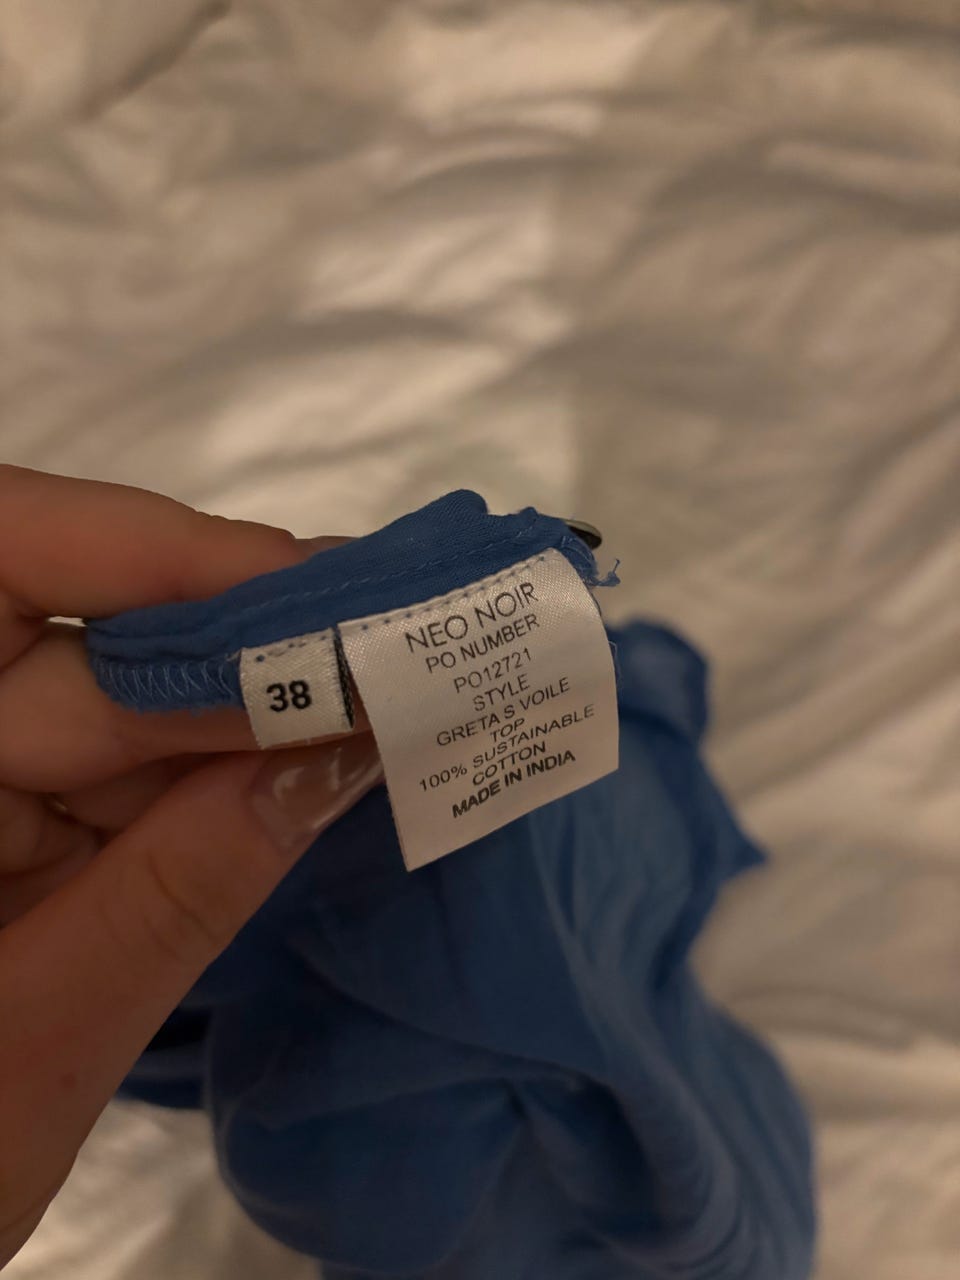 38
NEO NOIR
PO NUMBER
PO12721
STYLE
GRETA S VOILE
TOP
100% SUSTAINABLE
COTTON
MADE IN INDIA